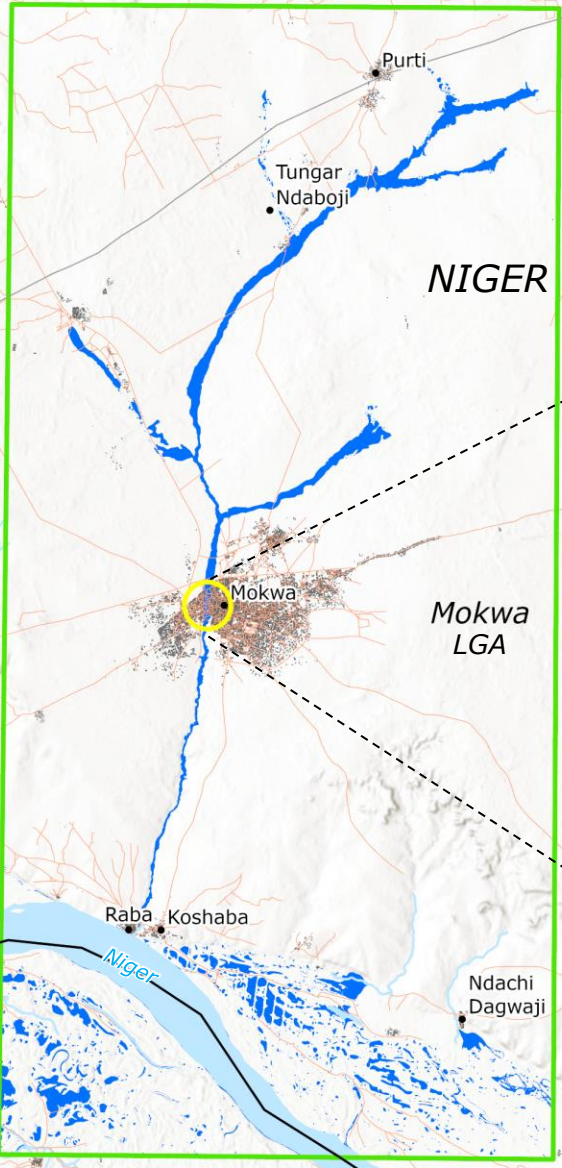 Purti
Tungar
Ndaboji
NIGER
Mokwa
Mokwa
LGA
Raba
Koshaba
Niger
Ndachi
Dagwaji